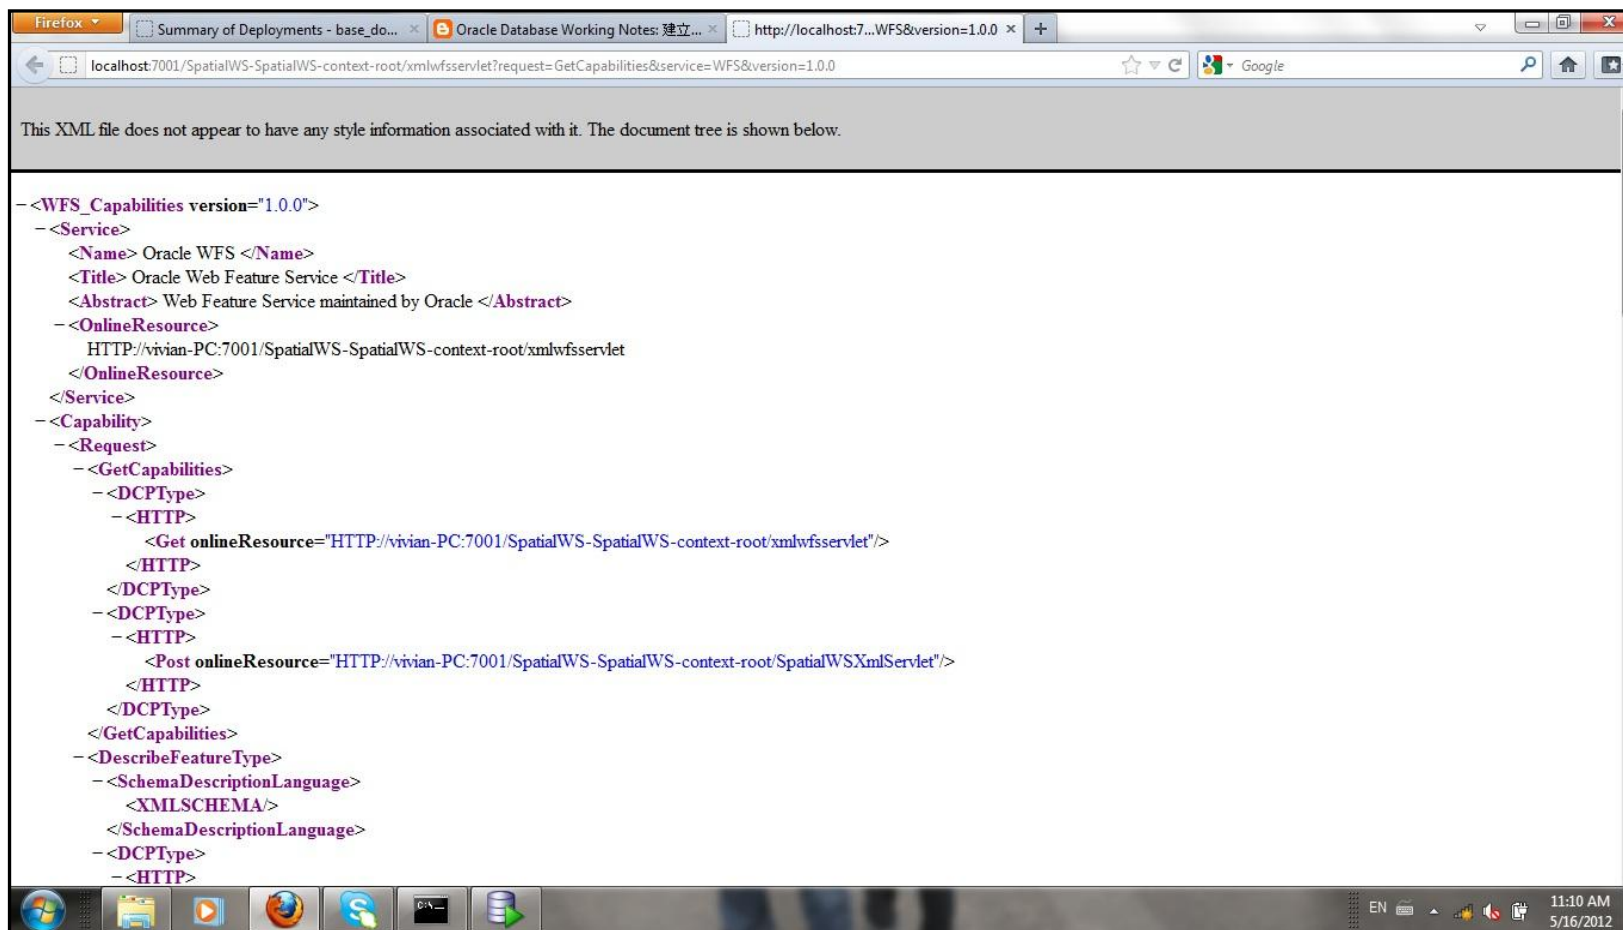 Firefox
Summary of Deployments - base_do...
Oracle Database Working Notes: 建立...
http://localhost:7...WFS&version=1.0.0
localhost:7001/SpatialWS-SpatialWS-context-root/xmlwfsservlet?request=GetCapabilities&service=WFS&version=1.0.0
Google
This XML file does not appear to have any style information associated with it. The document tree is shown below.
−<WFS_Capabilities version="1.0.0">
−<Service>
<Name> Oracle WFS </Name>
<Title> Oracle Web Feature Service </Title>
<Abstract> Web Feature Service maintained by Oracle </Abstract>
−<OnlineResource>
HTTP://vivian-PC:7001/SpatialWS-SpatialWS-context-root/xmlwfsservlet
</OnlineResource>
</Service>
−<Capability>
−<Request>
−<GetCapabilities>
−<DCPType>
−<HTTP>
<Get onlineResource="HTTP://vivian-PC:7001/SpatialWS-SpatialWS-context-root/xmlwfsservlet"/>
</HTTP>
</DCPType>
−<DCPType>
−<HTTP>
<Post onlineResource="HTTP://vivian-PC:7001/SpatialWS-SpatialWS-context-root/SpatialWSXmlServlet"/>
</HTTP>
</DCPType>
</GetCapabilities>
−<DescribeFeatureType>
−<SchemaDescriptionLanguage>
<XMLSCHEMA/>
</SchemaDescriptionLanguage>
−<DCPType>
−<HTTP>
C:\_
EN
11:10 AM
5/16/2012